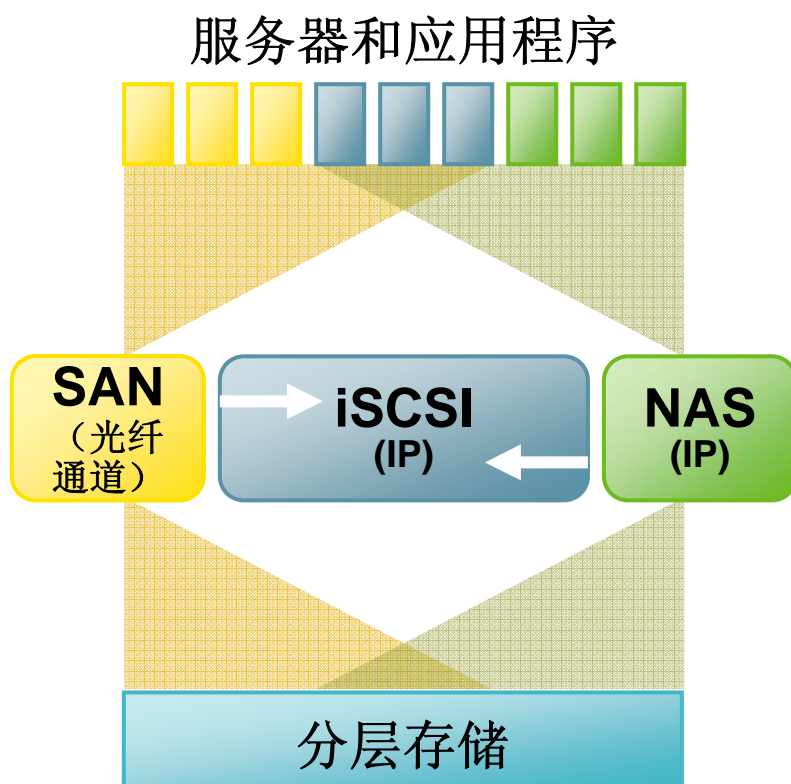 服务器和应用程序
SAN
（光纤
通道）
iSCSI
(IP)
NAS
(IP)
分层存储